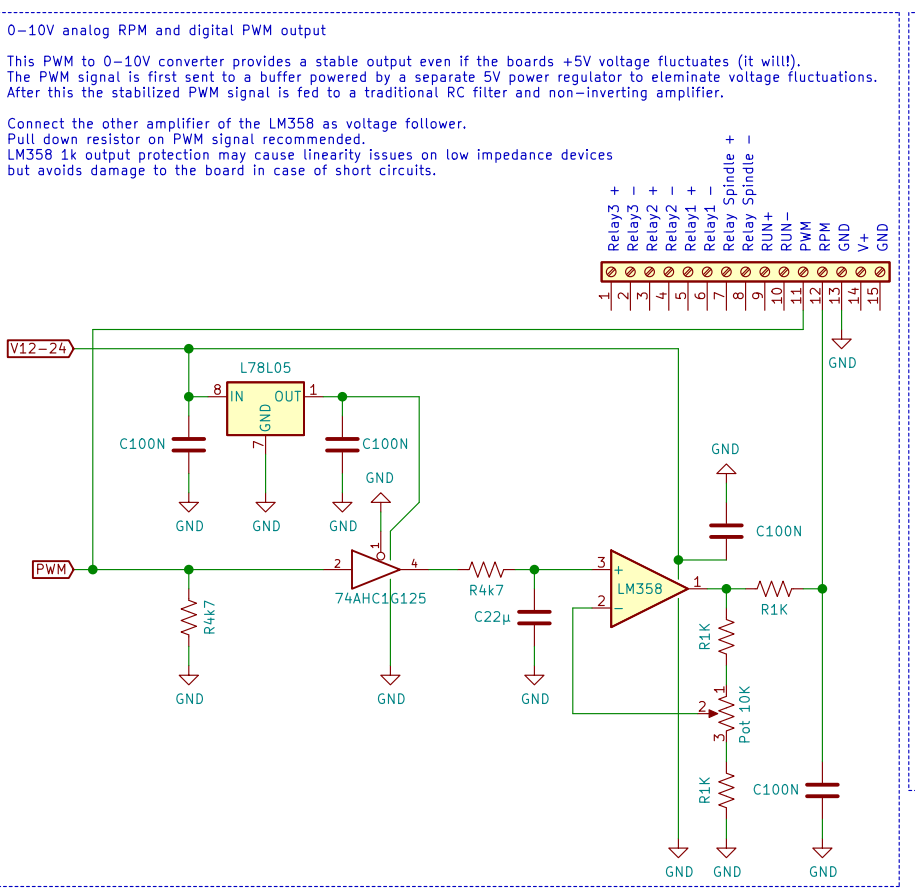 0-10V analog RPM and digital PWM output
This PWM to 0-10V converter provides a stable output even if the boards +5V voltage fluctuates (it will!).
The PWM signal is first sent to a buffer powered by a separate 5V power regulator to eleminate voltage fluctuations.
After this the stabilized PWM signal is fed to a traditional RC filter and non-inverting amplifier.
Connect the other amplifier of the LM358 as voltage follower.
Pull down resistor on PWM signal recommended.
LM358 1k output protection may cause linearity issues on low impedance devices
but avoids damage to the board in case of short circuits.
Relay3 +
Relay3 -
Relay2 +
Relay2 -
Relay1 +
Relay1 -
Relay Spindle +
Relay Spindle -
RUN+
RUN-
PWM
RPM
GND
V+
GND
1
2
3
4
5
6
7
8
9
10
11
12
13
14
15
GND
V12-24
L78L05
8
IN
OUT
1
GND
7
C100N
C100N
GND
GND
GND
GND
GND
C100N
PWM
1
2
4
74AHC1G125
R4k7
R4k7
C22µ
3
+
2
-
LM358
1
R1K
R1K
GND
GND
GND
1
2
3
Pot 10K
R1K
C100N
GND
GND
GND